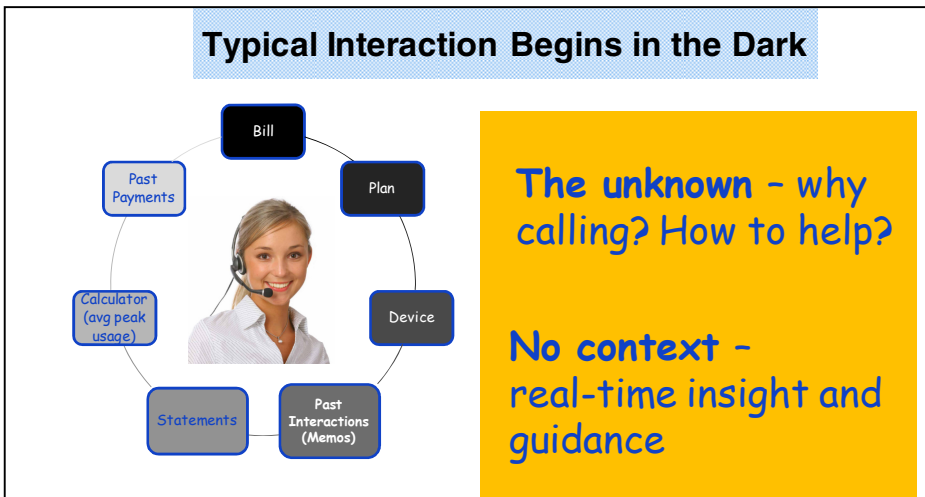 Typical Interaction Begins in the Dark
Bill
Past
Payments
Plan
Calculator
(avg peak
usage)
Device
Statements
Past
Interactions
(Memos)
The unknown – why
calling? How to help?
No context –
real-time insight and
guidance